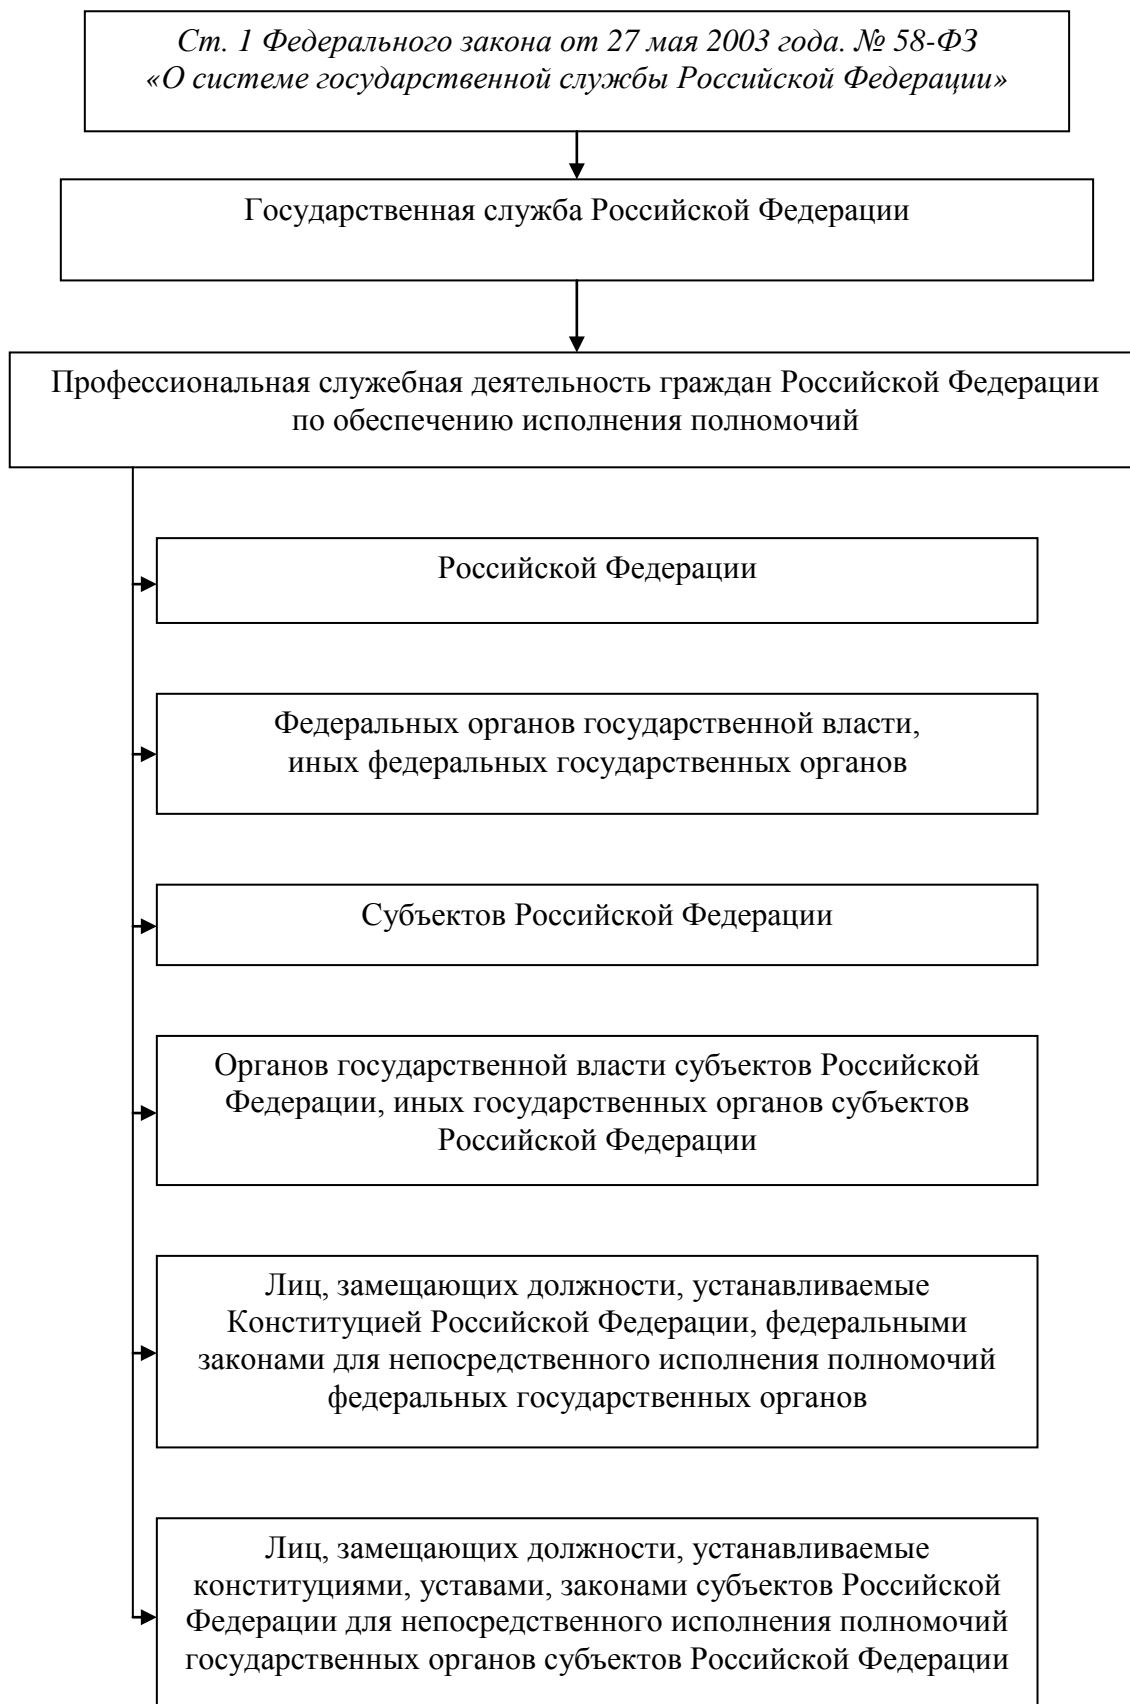 Ст. 1 Федерального закона от 27 мая 2003 года. № 58-ФЗ
«О системе государственной службы Российской Федерации»
Государственная служба Российской Федерации
Профессиональная служебная деятельность граждан Российской Федерации
по обеспечению исполнения полномочий
Российской Федерации
Федеральных органов государственной власти,
иных федеральных государственных органов
Субъектов Российской Федерации
Органов государственной власти субъектов Российской
Федерации, иных государственных органов субъектов
Российской Федерации
Лиц, замещающих должности, устанавливаемые
Конституцией Российской Федерации, федеральными
законами для непосредственного исполнения полномочий
федеральных государственных органов
Лиц, замещающих должности, устанавливаемые
конституциями, уставами, законами субъектов Российской
Федерации для непосредственного исполнения полномочий
государственных органов субъектов Российской Федерации